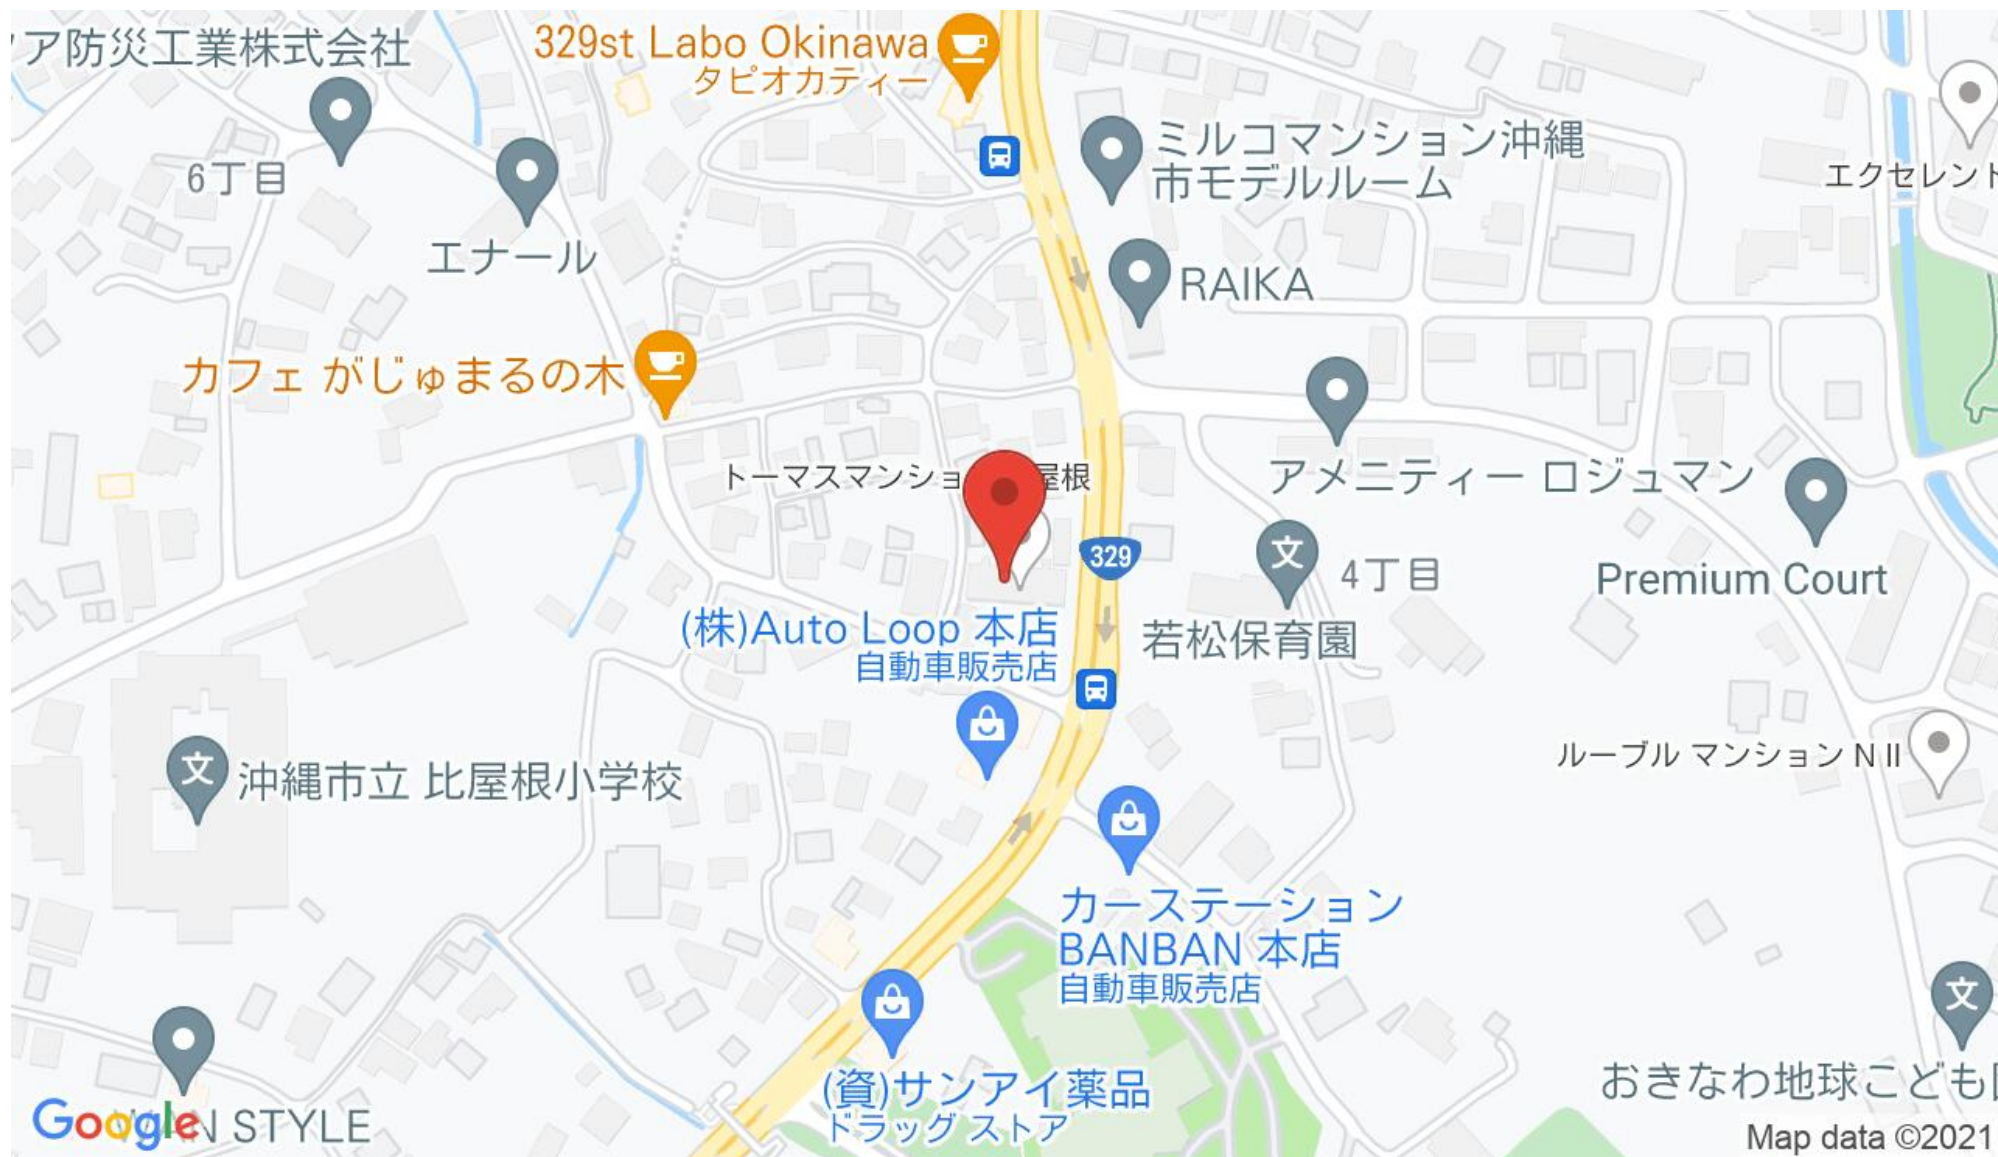 ア防災工業株式会社
329st Labo Okinawa
タピオカティー
ミルコマンション沖縄
市モデルルーム
6丁目
エクセレント
エナール
RAIKA
カフェ がじゅまるの木
トーマスマンショ
屋根
アメニティー ロジュマン
329
4丁目
Premium Court
(株)Auto Loop 本店
自動車販売店
文
若松保育園
ルーブル マンション N II
文
沖縄市立 比屋根小学校
カーステーション
BANBAN 本店
自動車販売店
文
おきなわ地球こども
(資)サンアイ薬品
ドラッグ ストア
Google
STYLE
Map data ©2021